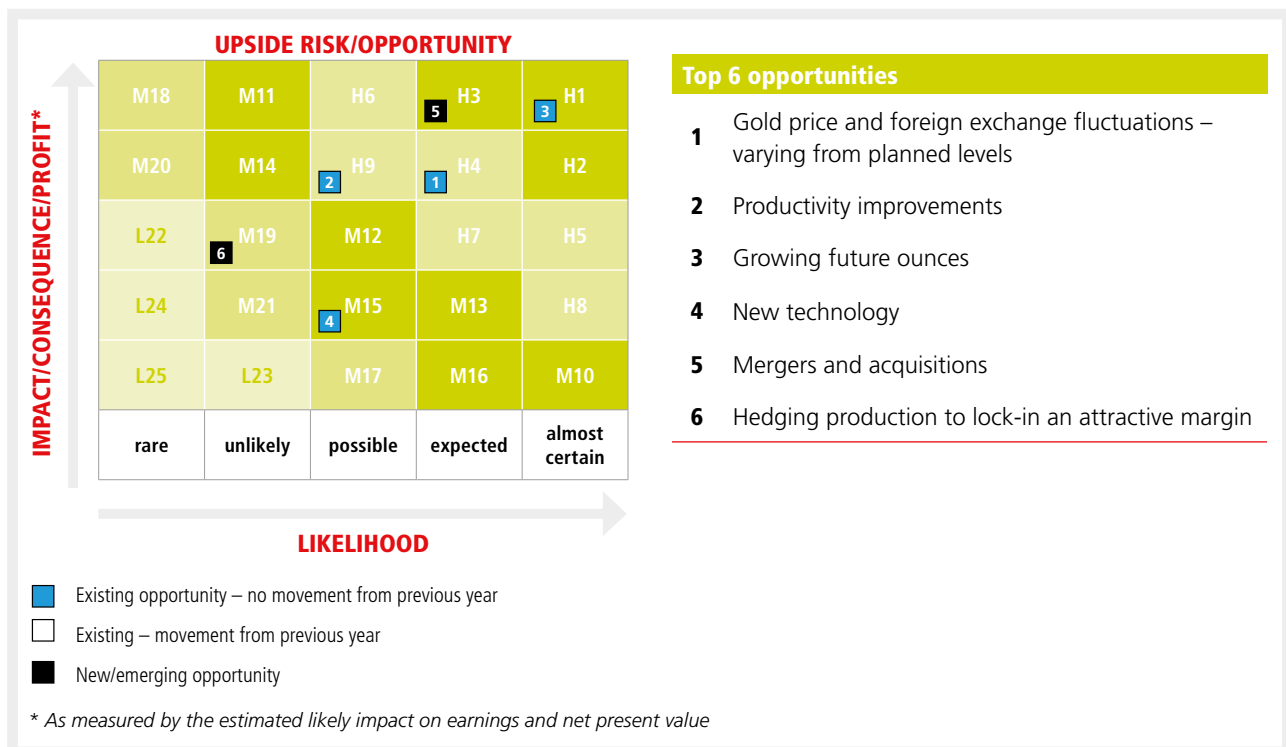 UPSIDE RISK/OPPORTUNITY
IMPACT/CONSEQUENCE/PROFIT*
M18 M11 H6 5 H3 3 H1
M20 M14 2 H9 1 H4 H2
L22 6 M19 M12 H7 H5
L24 M21 4 M15 M13 H8
L25 L23 M17 M16 M10
rare unlikely possible expected almost
certain
LIKELIHOOD
Existing opportunity – no movement from previous year
Existing – movement from previous year
New/emerging opportunity
* As measured by the estimated likely impact on earnings and net present value
Top 6 opportunities
1 Gold price and foreign exchange fluctuations –
varying from planned levels
2 Productivity improvements
3 Growing future ounces
4 New technology
5 Mergers and acquisitions
6 Hedging production to lock-in an attractive margin